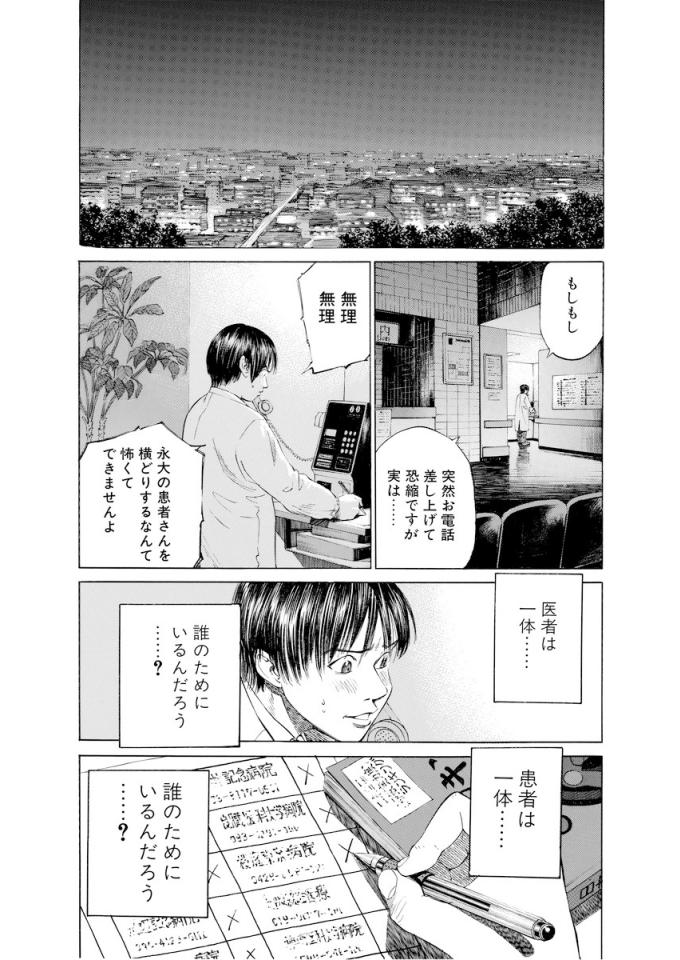 もしもし
突然お電話
差し上げて
恐縮ですが
実は……
無理
無理
永大の患者さんを
横どりするなんて
怖くて
できませんよ
医者は
一体……
誰のために
いるんだろう
……?
患者は
一体……
誰のために
いるんだろう
……?
記念病院
病院